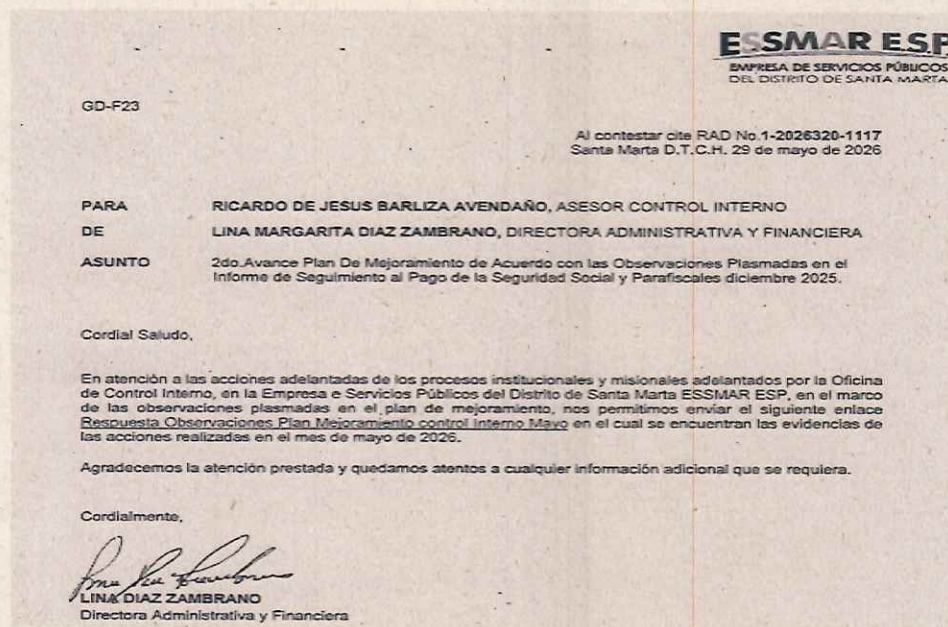 ESSMAR E.S.P
EMPRESA DE SERVICIOS PÚBLICOS
DEL DISTRITO DE SANTA MARTA
GD-F23
Al contestar cite RAD No.1-2026320-1117
Santa Marta D.T.C.H. 29 de mayo de 2026
PARA RICARDO DE JESUS BARLIZA AVENDAÑO, ASESOR CONTROL INTERNO
DE LINA MARGARITA DIAZ ZAMBRANO, DIRECTORA ADMINISTRATIVA Y FINANCIERA
ASUNTO 2do.Avance Plan De Mejoramiento de Acuerdo con las Observaciones Plasmadas en el
Informe de Seguimiento al Pago de la Seguridad Social y Parafiscales diciembre 2025.
Cordial Saludo,
En atención a las acciones adelantadas de los procesos institucionales y misionales adelantados por la Oficina
de Control Interno, en la Empresa e Servicios Públicos del Distrito de Santa Marta ESSMAR ESP, en el marco
de las observaciones plasmadas en el plan de mejoramiento, nos permitimos enviar el siguiente enlace
Respuesta Observaciones Plan Mejoramiento control Interno Mayo en el cual se encuentran las evidencias de
las acciones realizadas en el mes de mayo de 2026.
Agradecemos la atención prestada y quedamos atentos a cualquier información adicional que se requiera.
Cordialmente,
LINA DIAZ ZAMBRANO
Directora Administrativa y Financiera